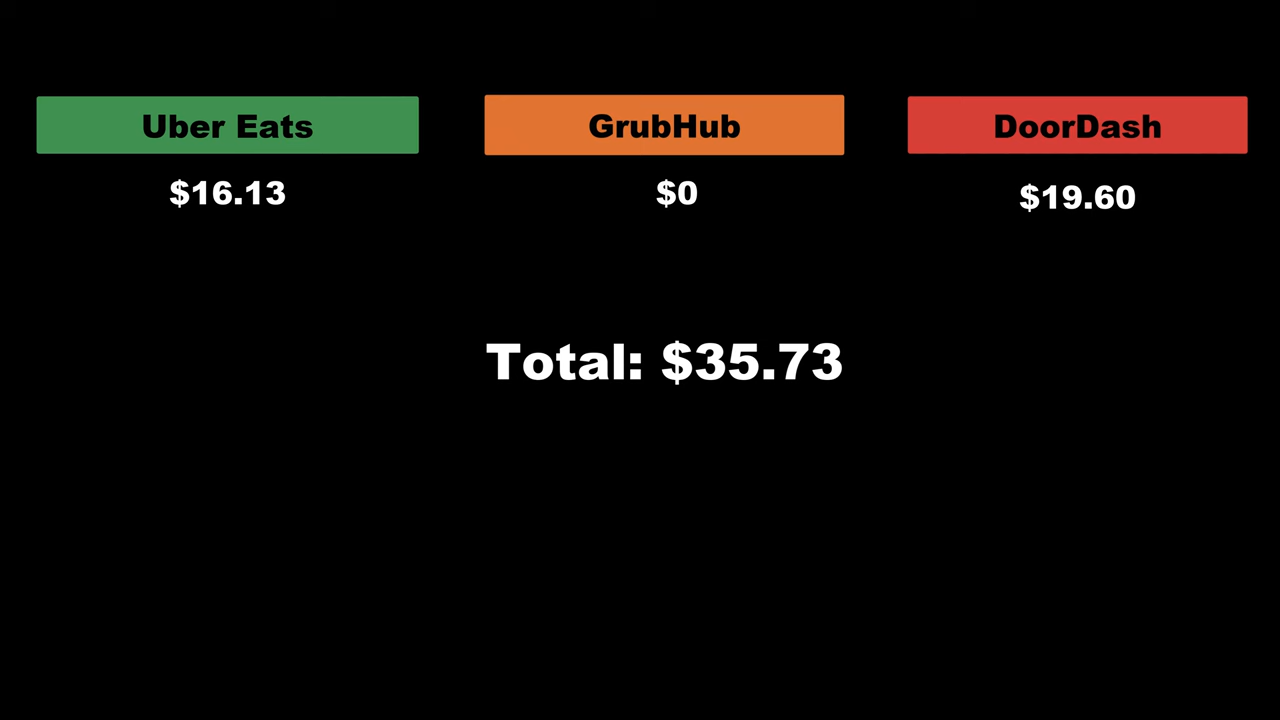 Uber Eats
GrubHub
DoorDash
$16.13
$0
$19.60
Total: $35.73